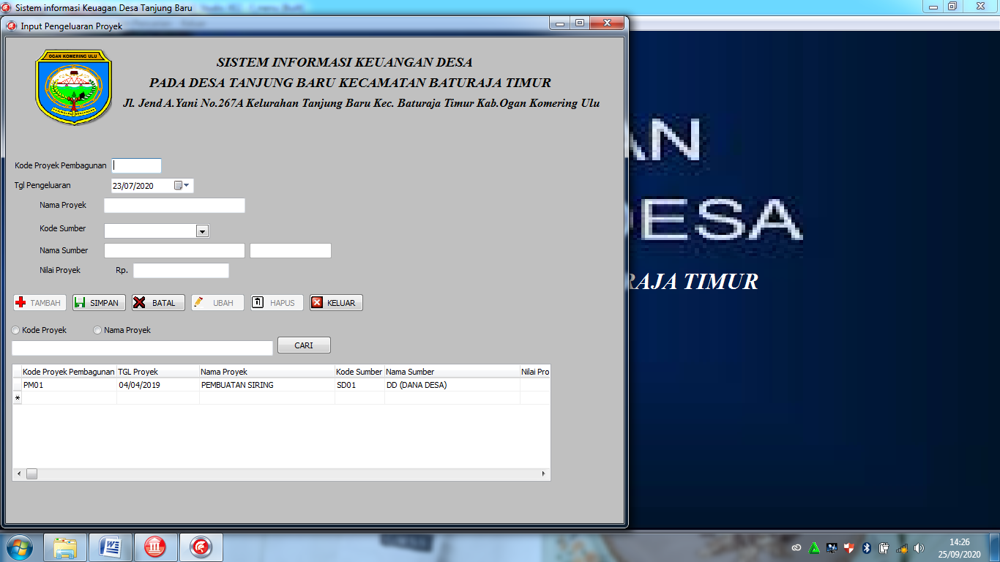 Sistem informasi Keuagan Desa Tanjung Baru
Input Pengeluaran Proyek
OGAN KOMERING ULU
SISTEM INFORMASI KEUANGAN DESA
PADA DESA TANJUNG BARU KECAMATAN BATURAJA TIMUR
Jl. Jend A.Yani No.267A Kelurahan Tanjung Baru Kec. Baturaja Timur Kab.Ogan Komering Ulu
AN
DESA
RAJA TIMUR
Kode Proyek Pembagunan
Tgl Pengeluaran 23/07/2020
Nama Proyek
Kode Sumber
Nama Sumber
Nilai Proyek Rp.
TAMBAH SIMPAN BATAL UBAH HAPUS KELUAR
Kode Proyek Nama Proyek
CARI
Kode Proyek Pembagunan TGL Proyek Nama Proyek Kode Sumber Nama Sumber Nilai Pro
PM01 04/04/2019 PEMBUATAN SIRING SD01 DD (DANA DESA)
14:26
25/09/2020